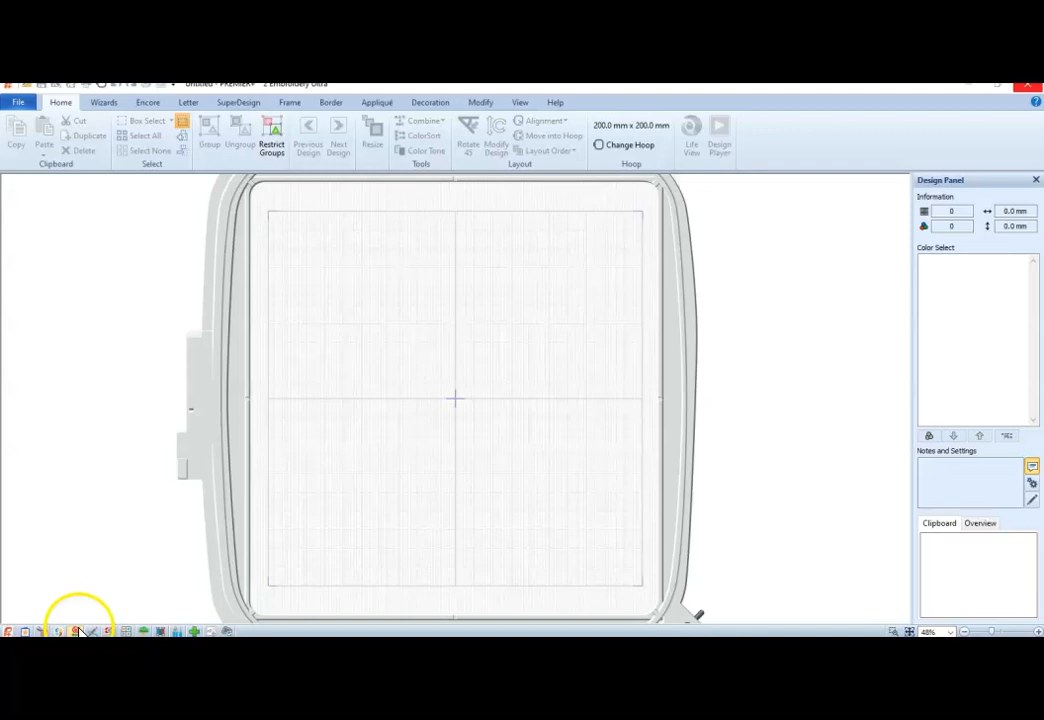 Untitled - PREMIER+ 2 Embroidery Ultra
File Home Wizards Encore Letter SuperDesign Frame Border Appliqué Decoration Modify View Help
Copy Paste Cut Duplicate Delete
Clipboard
Box Select Select All Select None
Select
Group Ungroup Restrict Groups Previous Design Next Design
Resize Combine ColorSort Color Tone
Tools
Rotate 45 Modify Design Alignment Move into Hoop Layout Order
Layout
200.0 mm x 200.0 mm
Change Hoop
Hoop
Life View Design Player
Design Panel
Information
0 0.0 mm
0 0.0 mm
Color Select
Notes and Settings
Clipboard Overview
48%